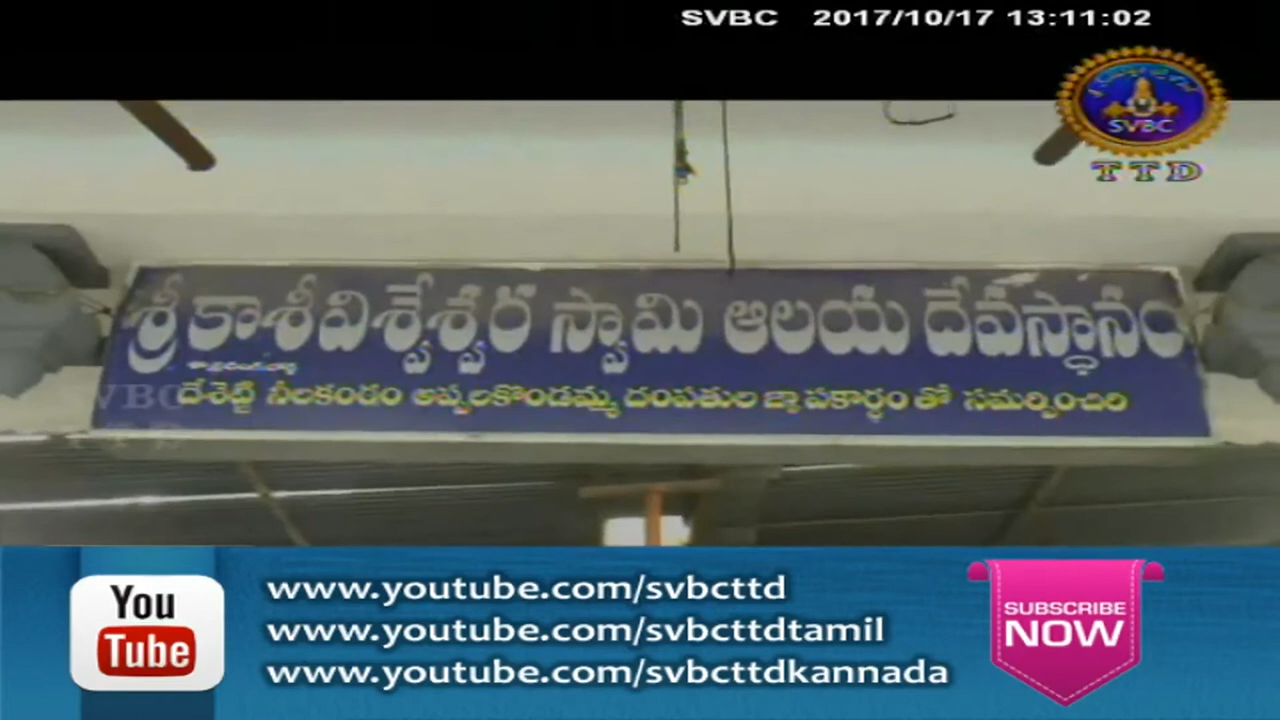 SVBC 2017/10/17 13:11:02
SVBC
TTD
శ్రీ కాశీవిశ్వేశ్వర స్వామి ఆలయ దేవస్థానం
దేశెట్టి నీలకంఠం అప్పలకొండమ్మ దంపతుల జ్ఞాపకార్థం తో సమర్పించిరి
You
Tube
www.youtube.com/svbcttd
www.youtube.com/svbcttdtamil
www.youtube.com/svbcttdkannada
SUBSCRIBE
NOW